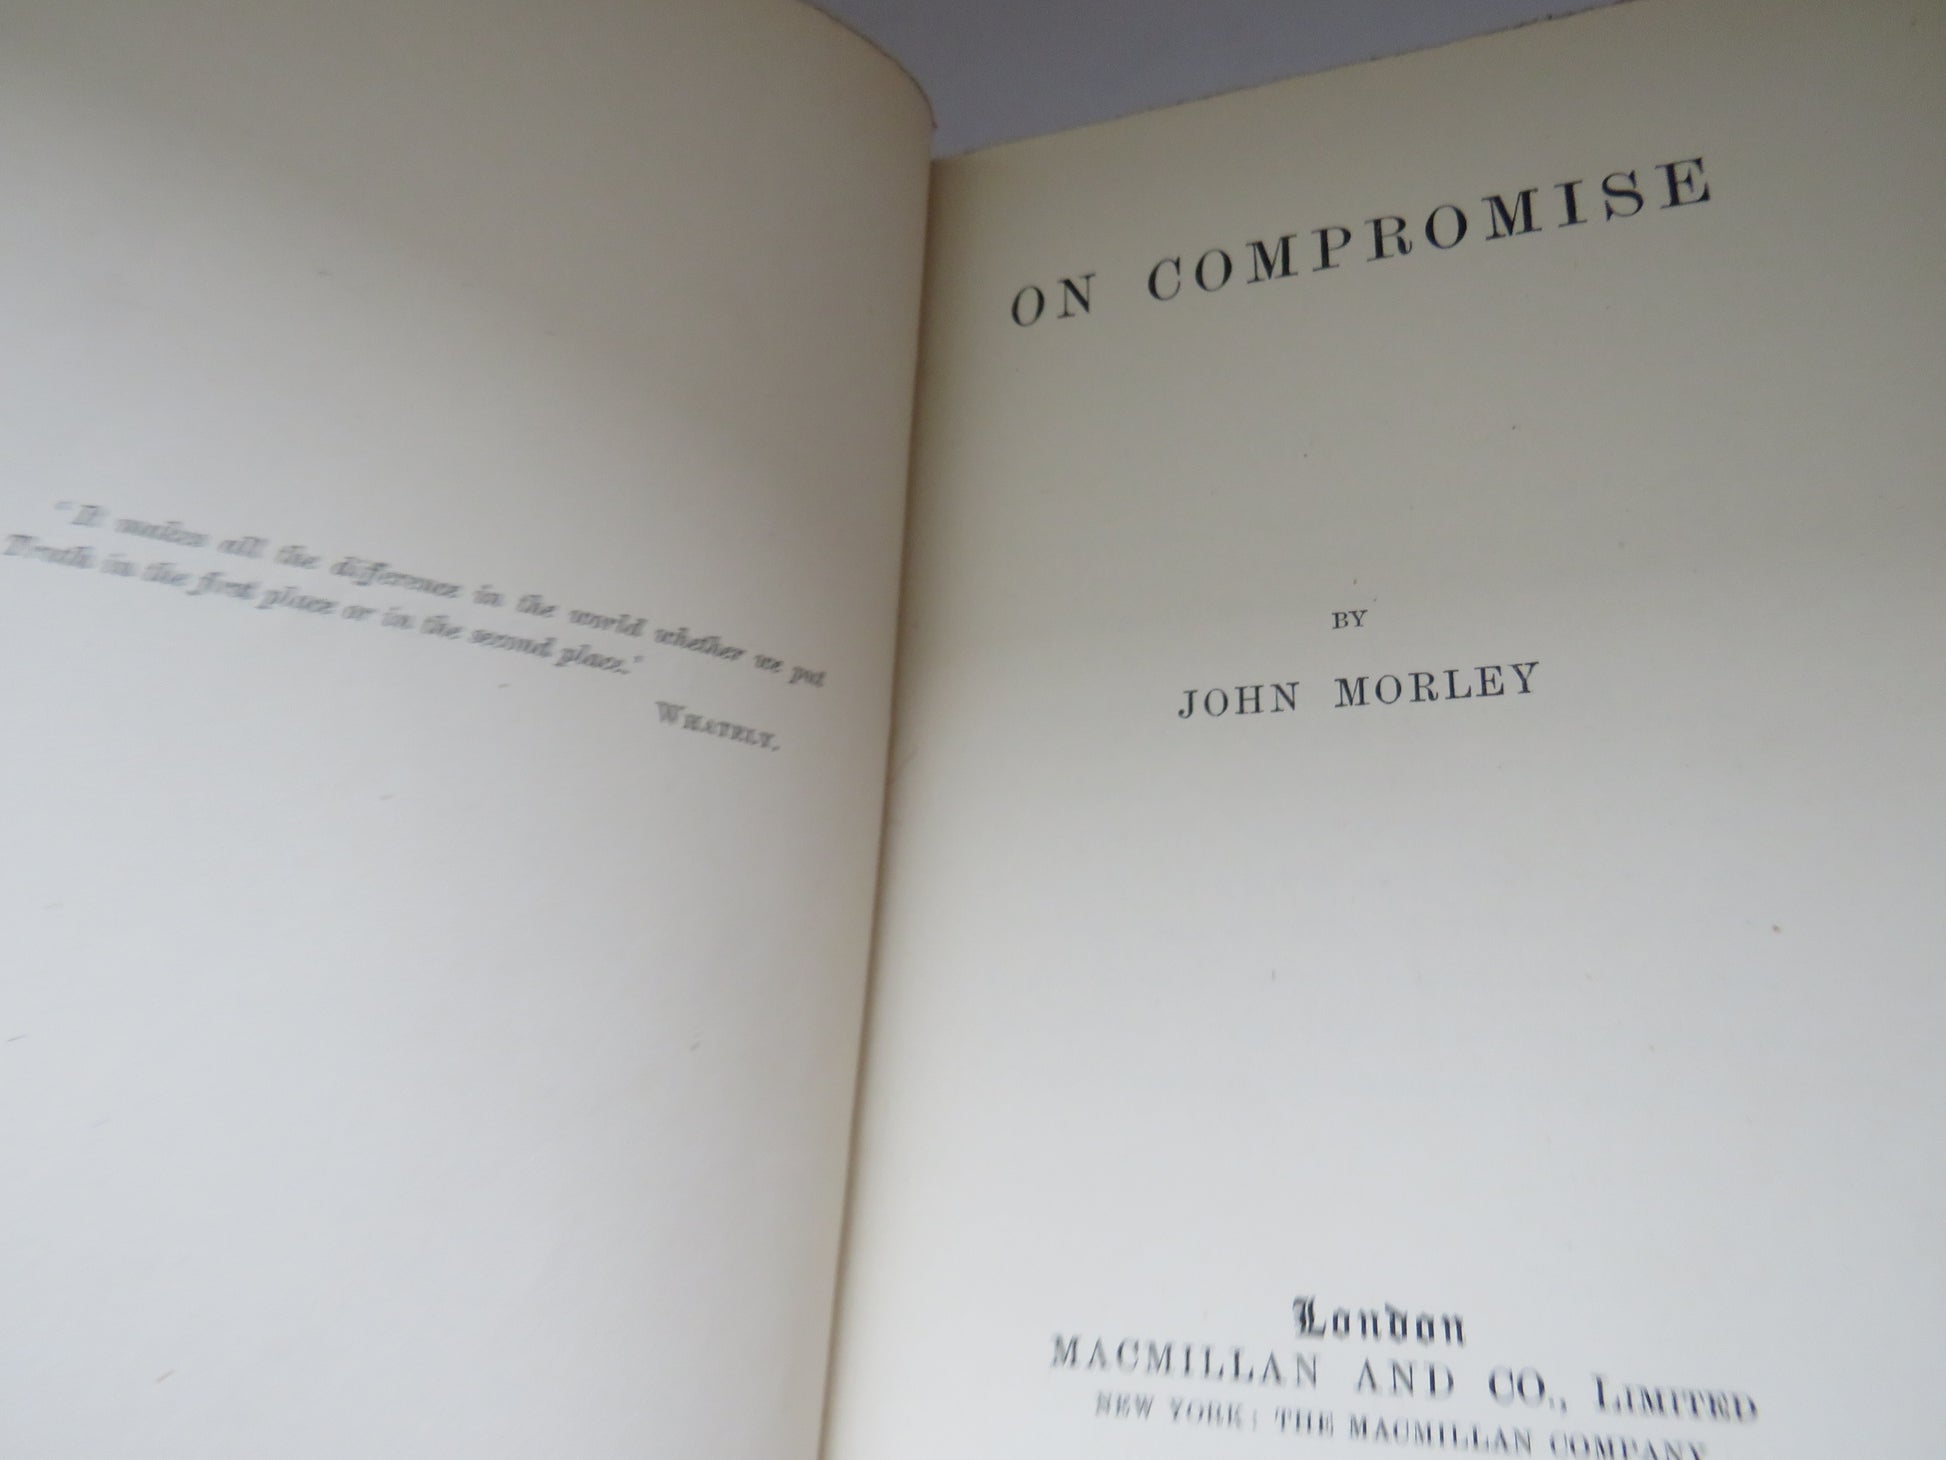 "It makes all the difference in the world whether we put
Truth in the first place or in the second place."
WHATELY.
ON COMPROMISE
BY
JOHN MORLEY
London
MACMILLAN AND CO., LIMITED
NEW YORK: THE MACMILLAN COMPANY